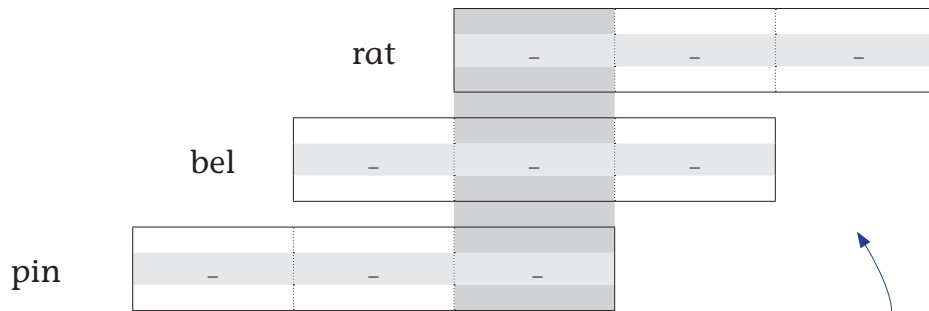 rat _ _ _
bel _ _ _
pin _ _ _